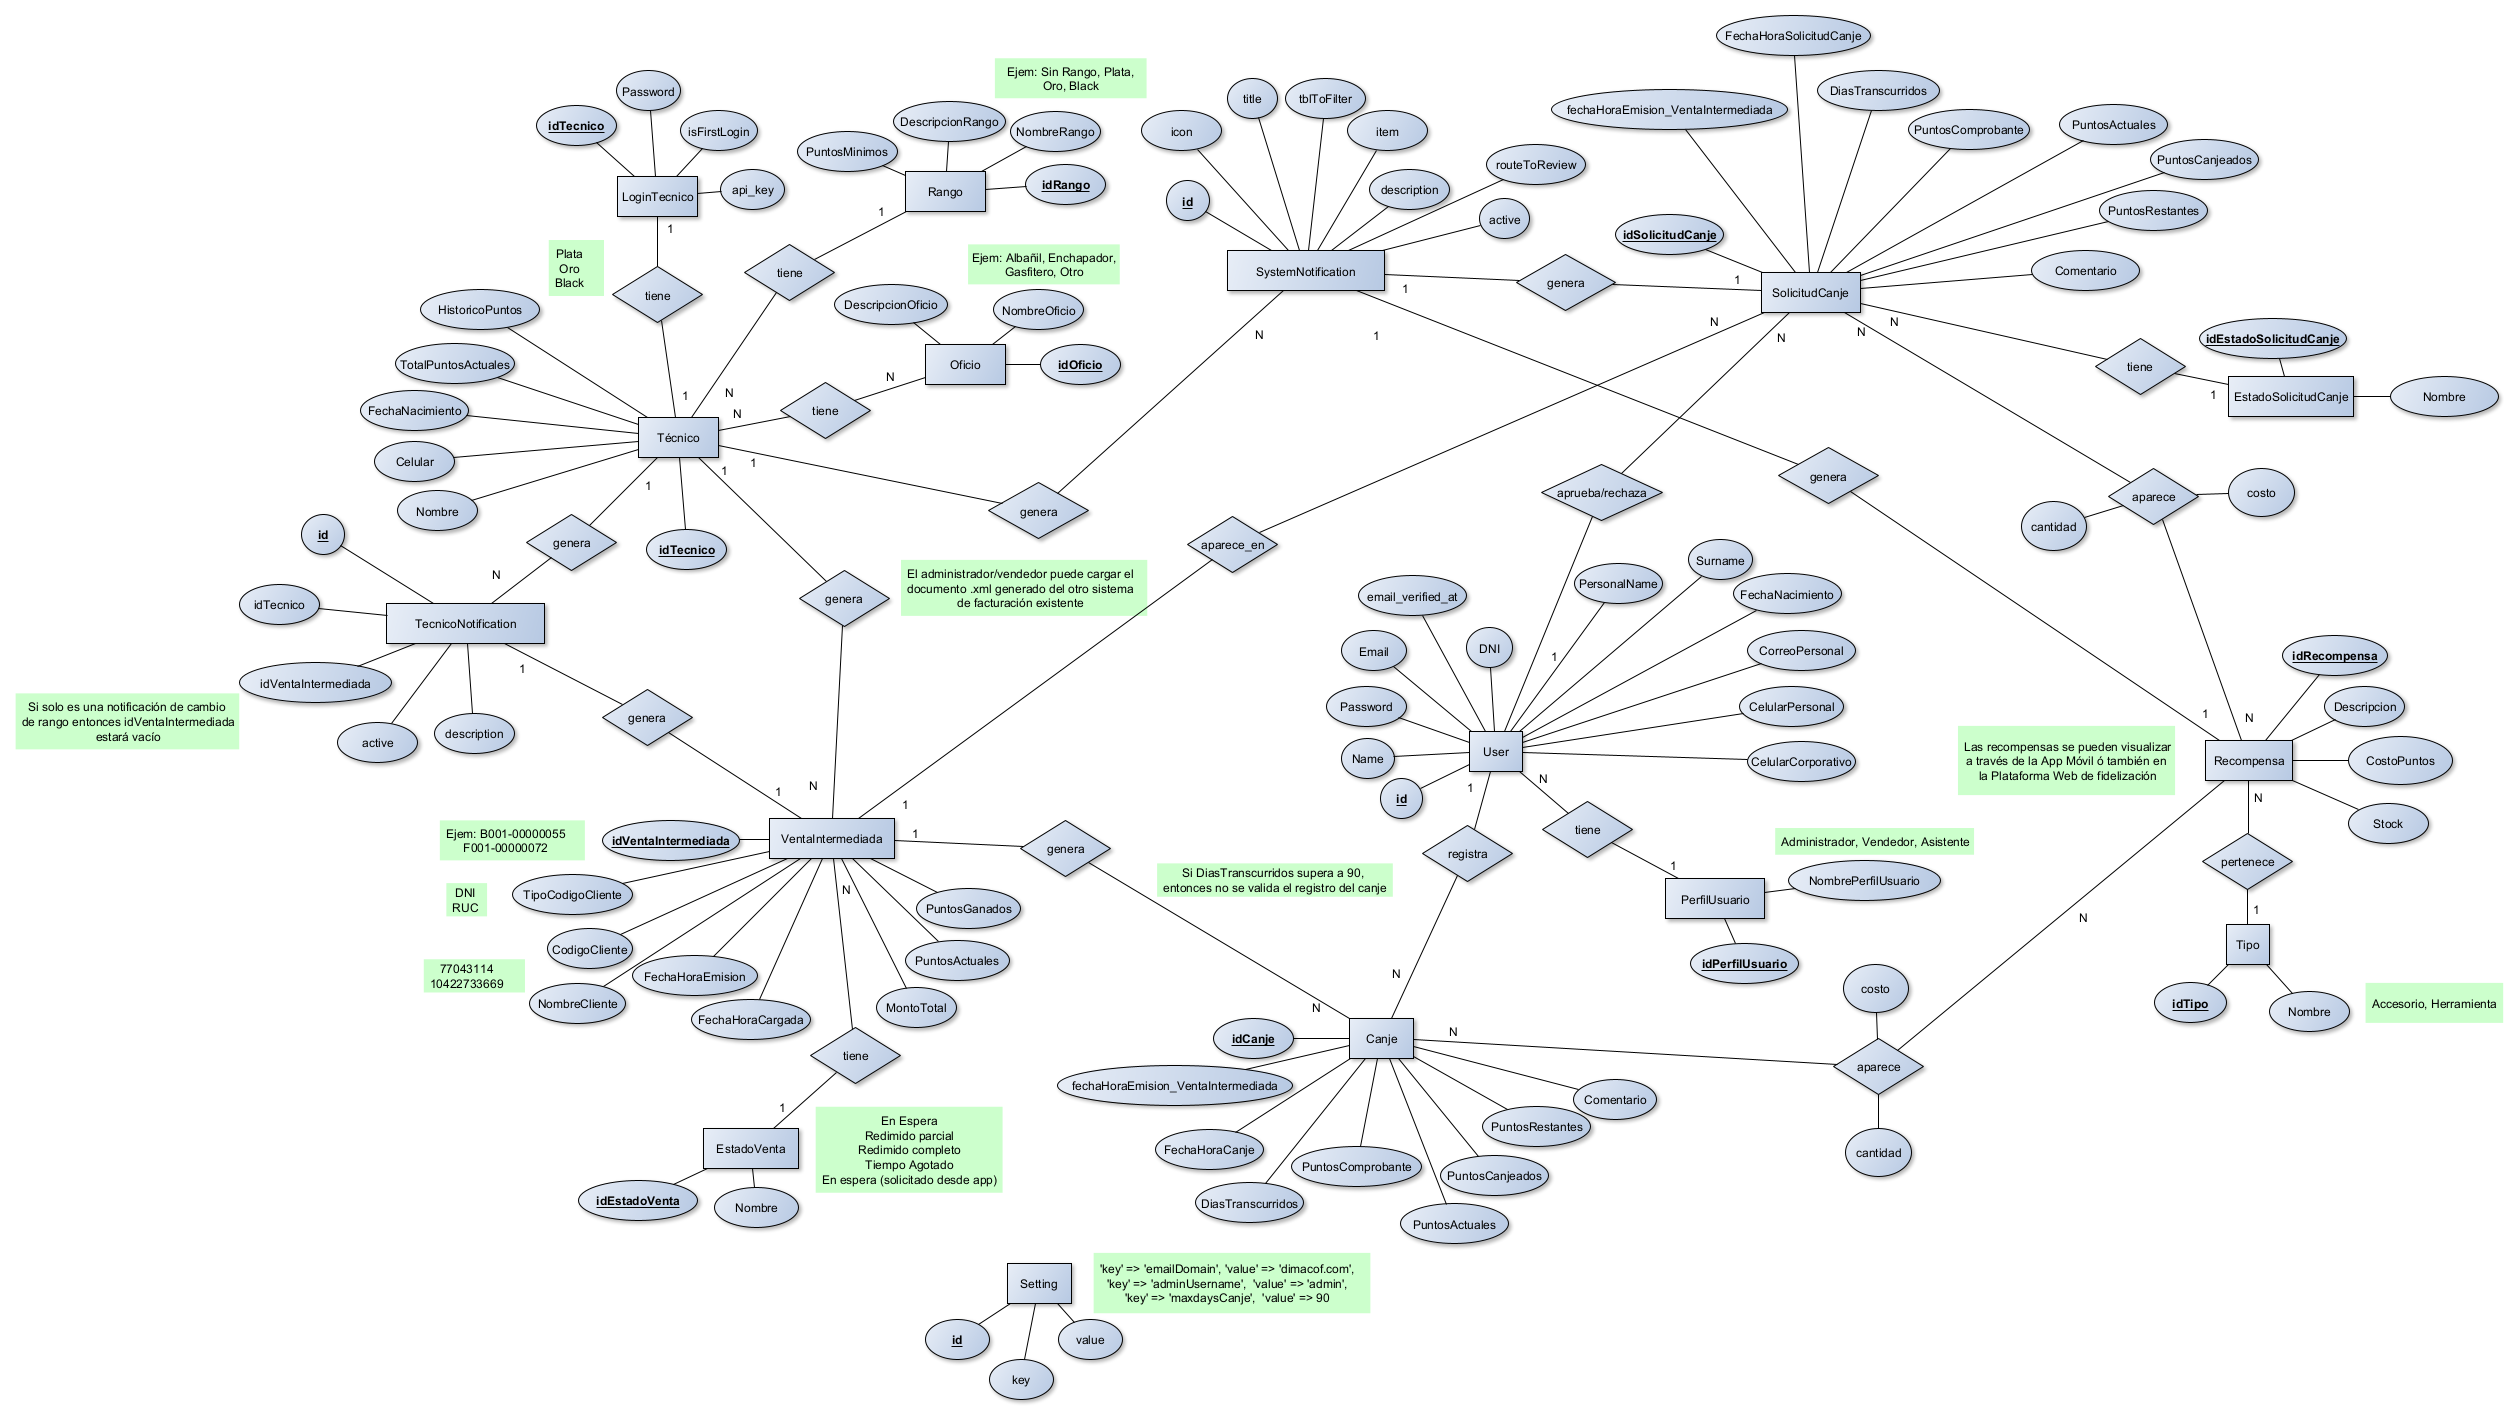 FechaHoraSolicitudCanje
Ejem: Sin Rango, Plata,
Oro, Black
Password
idTecnico
isFirstLogin
api_key
LoginTecnico
1
DescripcionRango
NombreRango
PuntosMinimos
idRango
Rango
1
title
tblToFilter
icon
item
routeToReview
description
id
active
SystemNotification
DiasTranscurridos
fechaHoraEmision_VentaIntermediada
PuntosComprobante
PuntosActuales
PuntosCanjeados
PuntosRestantes
idSolicitudCanje
Comentario
SolicitudCanje
Plata
Oro
Black
tiene
tiene
Ejem: Albañil, Enchapador,
Gasfitero, Otro
genera
1
1
HistoricoPuntos
DescripcionOficio
NombreOficio
N
1
N
N
N
N
idEstadoSolicitudCanje
TotalPuntosActuales
Oficio
idOficio
tiene
N
1
EstadoSolicitudCanje
Nombre
FechaNacimiento
1
N
N
tiene
Técnico
Celular
1
1
1
genera
aprueba/rechaza
aparece
costo
cantidad
Nombre
genera
id
genera
idTecnico
aparece_en
N
El administrador/vendedor puede cargar el
documento .xml generado del otro sistema
de facturación existente
genera
Surname
PersonalName
email_verified_at
FechaNacimiento
idTecnico
TecnicoNotification
Email
DNI
1
CorreoPersonal
idRecompensa
1
idVentaIntermediada
Password
CelularPersonal
Descripcion
1
N
Si solo es una notificación de cambio
de rango entonces idVentaIntermediada
estará vacío
genera
active
description
User
Name
CelularCorporativo
Las recompensas se pueden visualizar
a través de la App Móvil ó también en
la Plataforma Web de fidelización
Recompensa
CostoPuntos
N
1
1
1
N
id
N
Stock
Ejem: B001-00000055
F001-00000072
idVentaIntermediada
VentaIntermediada
1
genera
registra
tiene
Administrador, Vendedor, Asistente
pertenece
1
Si DiasTranscurridos supera a 90,
entonces no se valida el registro del canje
NombrePerfilUsuario
PerfilUsuario
DNI
RUC
TipoCodigoCliente
N
PuntosGanados
N
1
CodigoCliente
Tipo
PuntosActuales
idPerfilUsuario
77043114
10422733669
FechaHoraEmision
N
costo
NombreCliente
MontoTotal
N
idTipo
Nombre
Accesorio, Herramienta
FechaHoraCargada
idCanje
Canje
N
tiene
aparece
fechaHoraEmision_VentaIntermediada
Comentario
1
En Espera
Redimido parcial
Redimido completo
Tiempo Agotado
En espera (solicitado desde app)
PuntosRestantes
EstadoVenta
FechaHoraCanje
PuntosComprobante
PuntosCanjeados
cantidad
idEstadoVenta
Nombre
DiasTranscurridos
PuntosActuales
Setting
'key' => 'emailDomain', 'value' => 'dimacof.com',
'key' => 'adminUsername', 'value' => 'admin',
'key' => 'maxdaysCanje', 'value' => 90
id
value
key